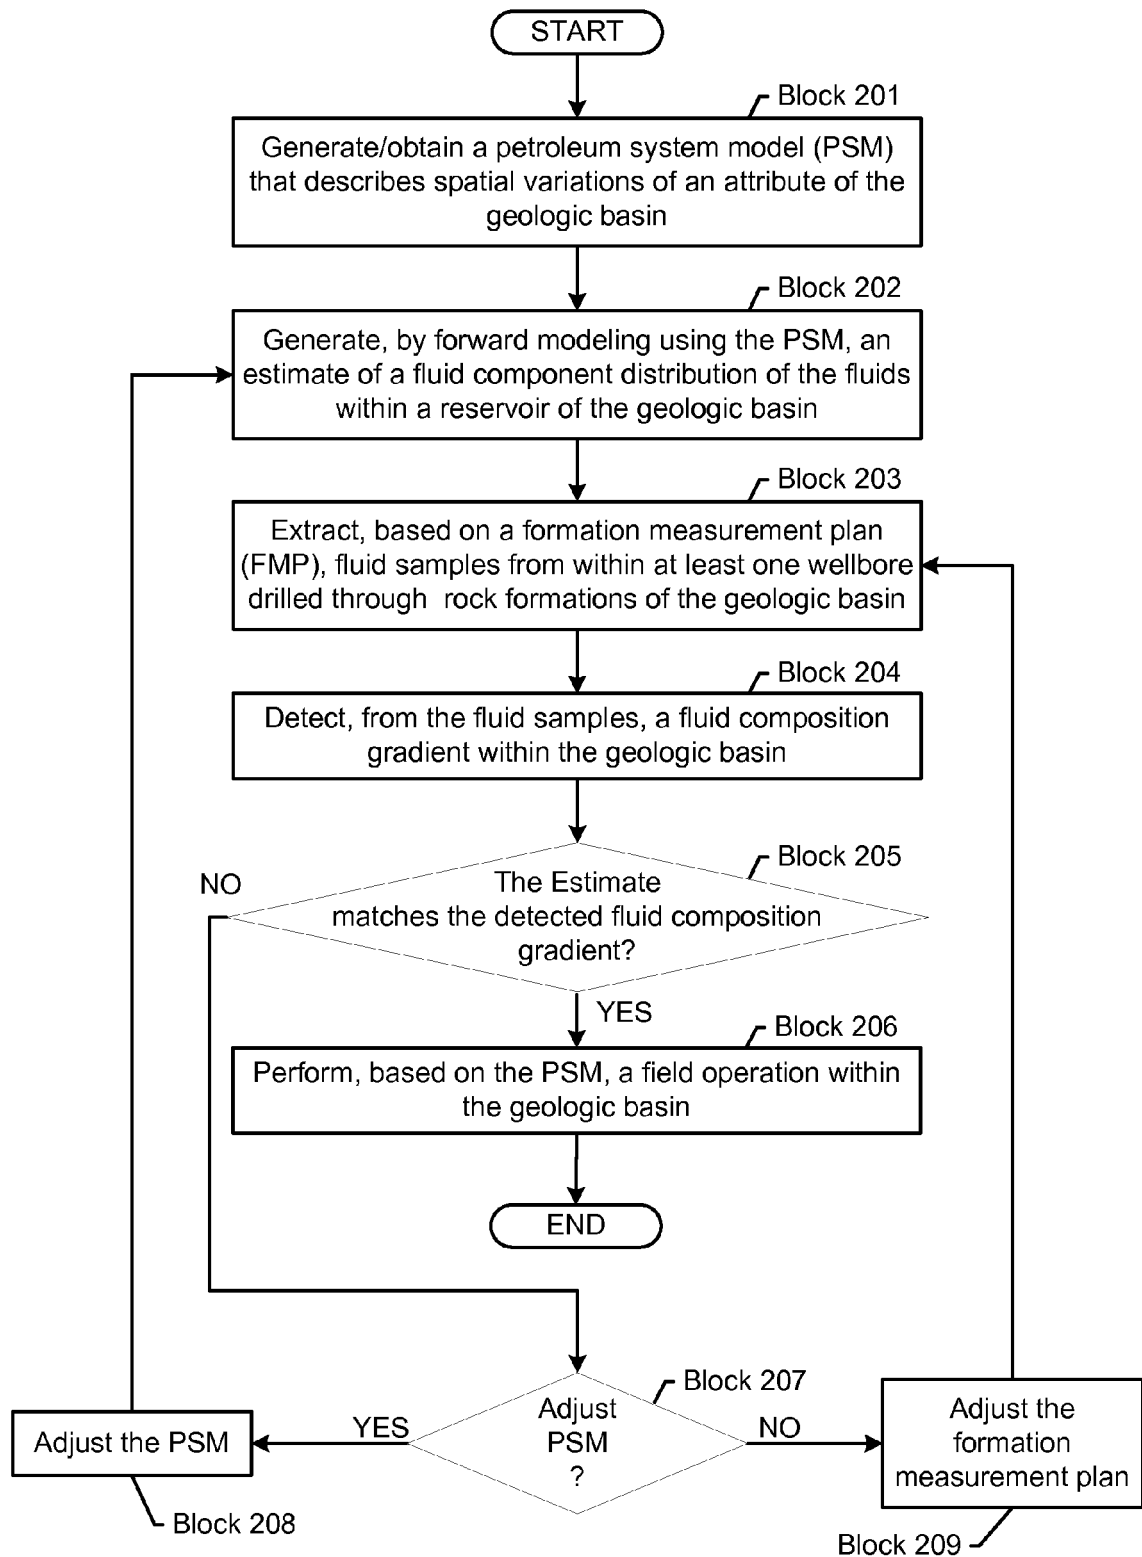 START
Block 201
Generate/obtain a petroleum system model (PSM)
that describes spatial variations of an attribute of the
geologic basin
Block 202
Generate, by forward modeling using the PSM, an
estimate of a fluid component distribution of the fluids
within a reservoir of the geologic basin
Block 203
Extract, based on a formation measurement plan
(FMP), fluid samples from within at least one wellbore
drilled through rock formations of the geologic basin
Block 204
Detect, from the fluid samples, a fluid composition
gradient within the geologic basin
Block 205
NO
The Estimate
matches the detected fluid composition
gradient?
YES
Block 206
Perform, based on the PSM, a field operation within
the geologic basin
END
Block 207
Adjust
PSM
?
YES
NO
Adjust the PSM
Block 208
Adjust the
formation
measurement plan
Block 209